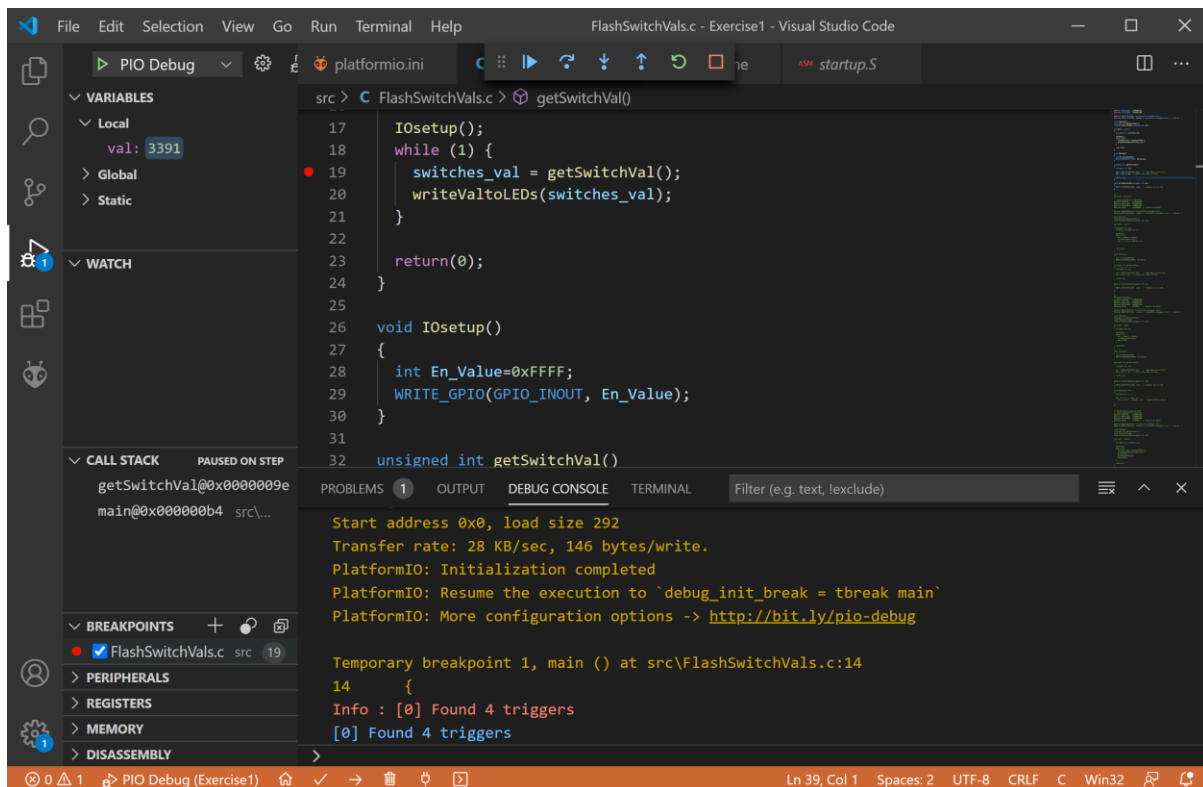 File Edit Selection View Go Run Terminal Help FlashSwitchVals.c - Exercise1 - Visual Studio Code
PIO Debug
platformio.ini
C
ne
ASM startup.S
VARIABLES
Local
val: 3391
Global
Static
WATCH
CALL STACK PAUSED ON STEP
getSwitchVal@0x0000009e
main@0x000000b4 src\...
BREAKPOINTS
FlashSwitchVals.c src 19
PERIPHERALS
REGISTERS
MEMORY
DISASSEMBLY
src > C FlashSwitchVals.c > getSwitchVal()
17 IOsetup();
18 while (1) {
19 switches_val = getSwitchVal();
20 writeValtoLEDs(switches_val);
21 }
22
23 return(0);
24 }
25
26 void IOsetup()
27 {
28 int En_Value=0xFFFF;
29 WRITE_GPIO(GPIO_INOUT, En_Value);
30 }
31
32 unsigned int getSwitchVal()
PROBLEMS 1 OUTPUT DEBUG CONSOLE TERMINAL Filter (e.g. text, !exclude)
Start address 0x0, load size 292
Transfer rate: 28 KB/sec, 146 bytes/write.
PlatformIO: Initialization completed
PlatformIO: Resume the execution to `debug_init_break = tbreak main`
PlatformIO: More configuration options -> http://bit.ly/pio-debug
Temporary breakpoint 1, main () at src\FlashSwitchVals.c:14
14 {
Info : [0] Found 4 triggers
[0] Found 4 triggers
>
1
1
0 1 PIO Debug (Exercise1) Ln 39, Col 1 Spaces: 2 UTF-8 CRLF C Win32